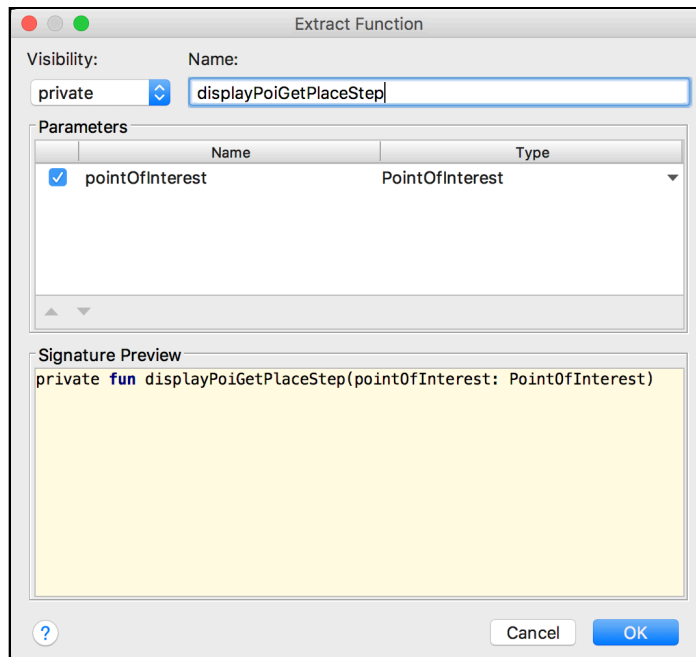 Extract Function
Visibility: Name:
private displayPoiGetPlaceStep
Parameters
Name Type
pointOfInterest PointOfInterest
Signature Preview
private fun displayPoiGetPlaceStep(pointOfInterest: PointOfInterest)
? Cancel OK